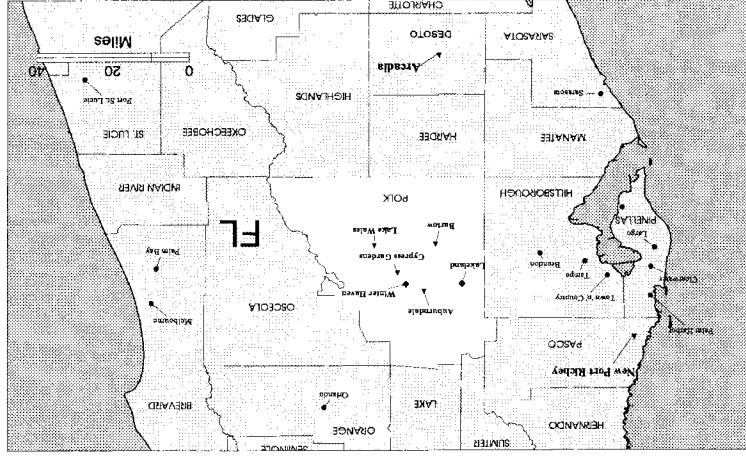 SUMTER
SEMINOLE
HERNANDO
LAKE
ORANGE
BREVARD
Orlando
New Port Richey
PASCO
Palm Harbor
Auburndale
Melbourne
Town 'n' Country
Winter Haven
OSCEOLA
Clearwater
Tampa
Lakeland
Cypress Gardens
Brandon
Palm Bay
Largo
Bartow
Lake Wales
FL
PINELLAS
HILLSBOROUGH
POLK
INDIAN RIVER
MANATEE
HARDEE
OKEECHOBEE
ST. LUCIE
HIGHLANDS
Sarasota
Port St. Lucie
Arcadia
0 20 40
Miles
SARASOTA
DESOTO
GLADES
CHARLOTTE